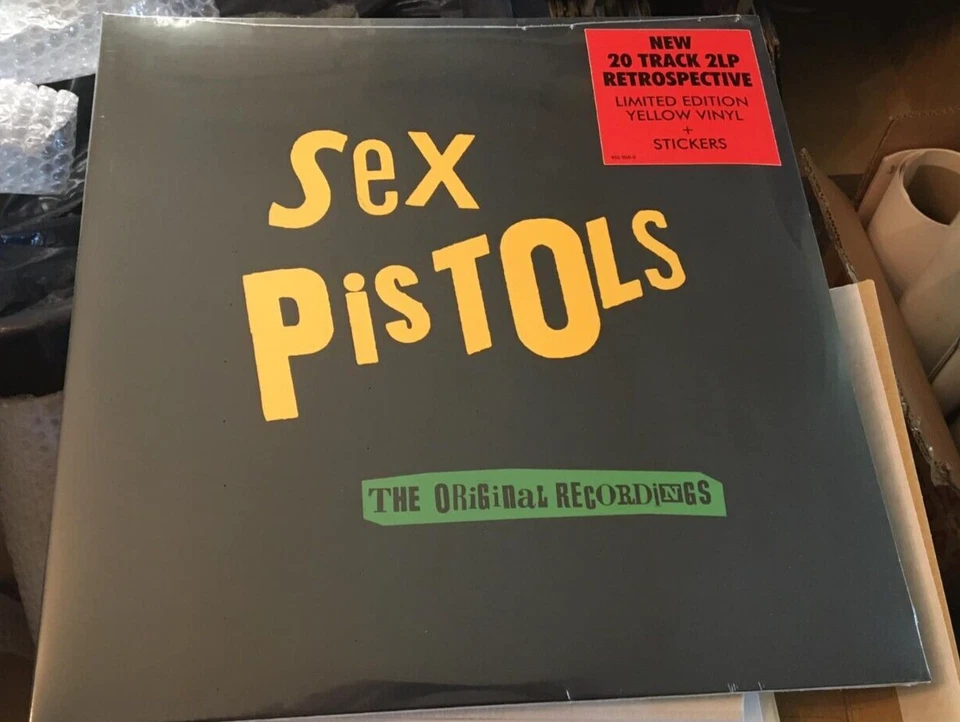 NEW
20 TRACK 2LP
RETROSPECTIVE
LIMITED EDITION
YELLOW VINYL
+
STICKERS
Sex
PiSTOLS
THE ORiGinaL RECORDiNGS